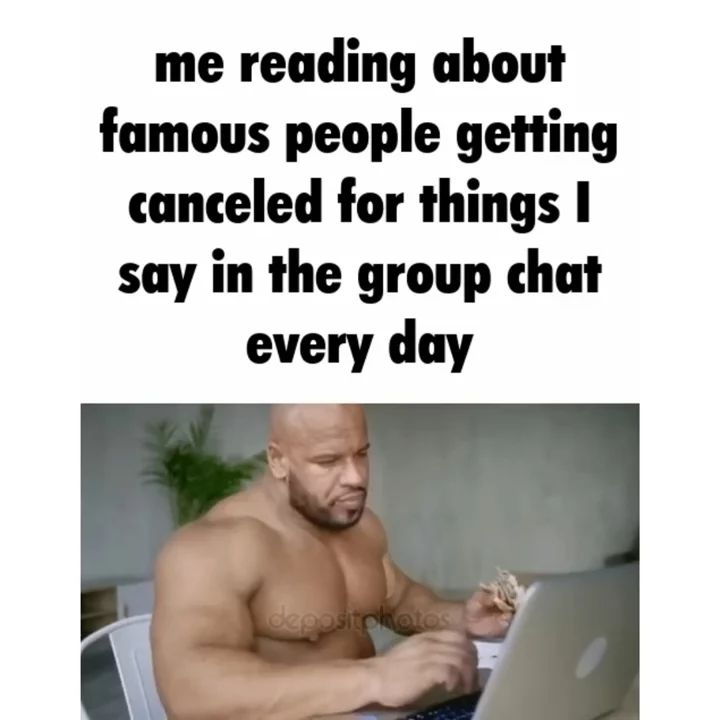 me reading about
famous people getting
canceled for things I
say in the group chat
every day
depositphotos